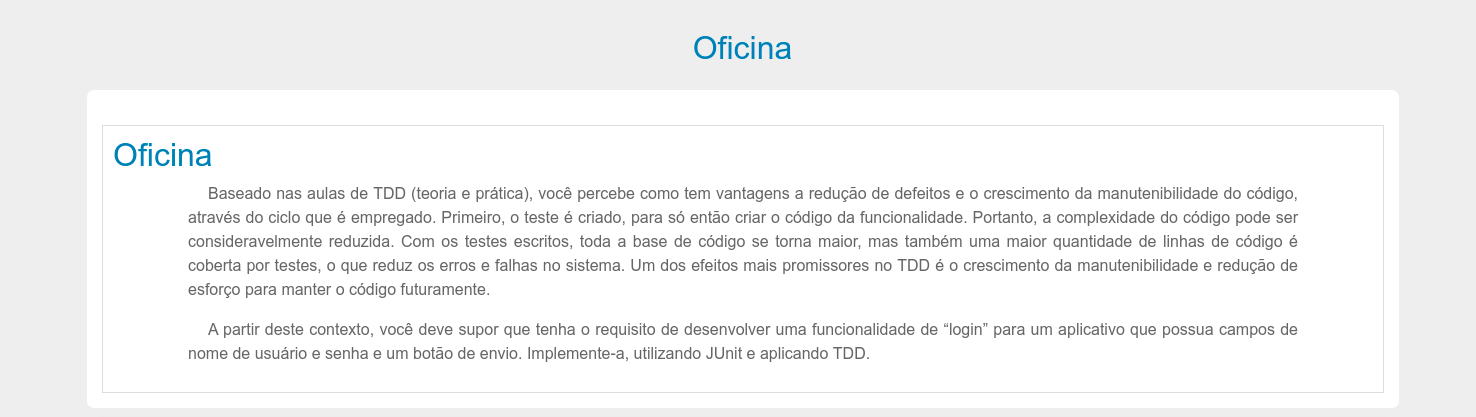 Oficina
Oficina
Baseado nas aulas de TDD (teoria e prática), você percebe como tem vantagens a redução de defeitos e o crescimento da manutenibilidade do código,
através do ciclo que é empregado. Primeiro, o teste é criado, para só então criar o código da funcionalidade. Portanto, a complexidade do código pode ser
consideravelmente reduzida. Com os testes escritos, toda a base de código se torna maior, mas também uma maior quantidade de linhas de código é
coberta por testes, o que reduz os erros e falhas no sistema. Um dos efeitos mais promissores no TDD é o crescimento da manutenibilidade e redução de
esforço para manter o código futuramente.
A partir deste contexto, você deve supor que tenha o requisito de desenvolver uma funcionalidade de “login” para um aplicativo que possua campos de
nome de usuário e senha e um botão de envio. Implemente-a, utilizando JUnit e aplicando TDD.